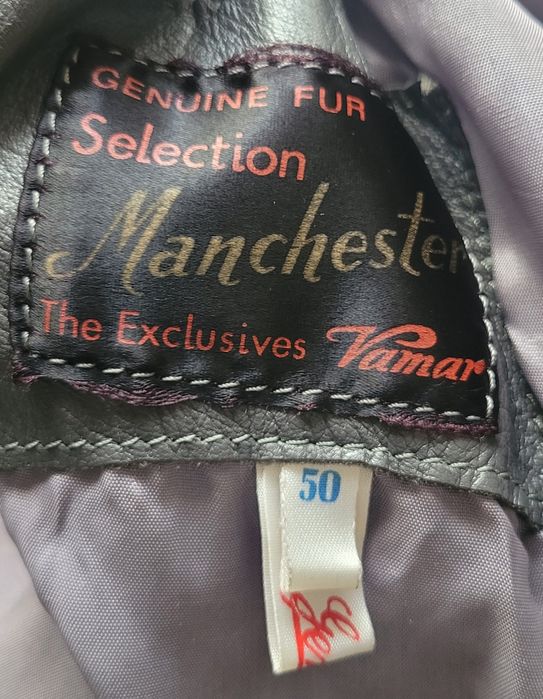 GENUINE FUR
Selection
Manchester
The Exclusives Vamar
50